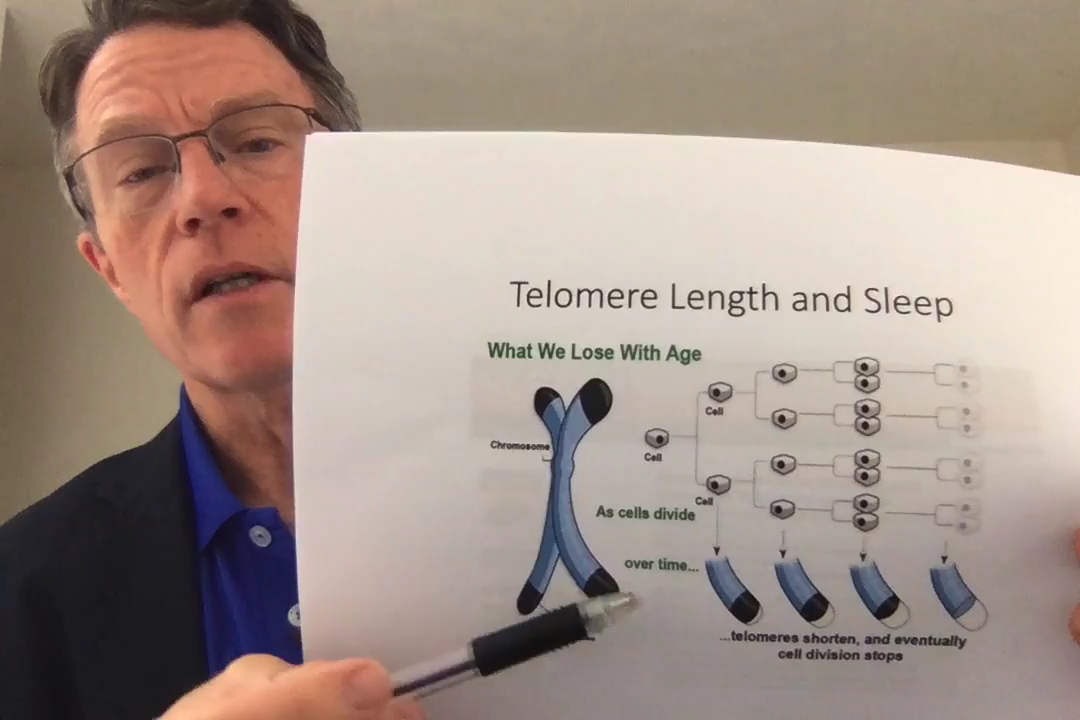 Telomere Length and Sleep
What We Lose With Age
Chromosome
Cell
Cell
Cell
As cells divide
over time...
...telomeres shorten, and eventually
cell division stops